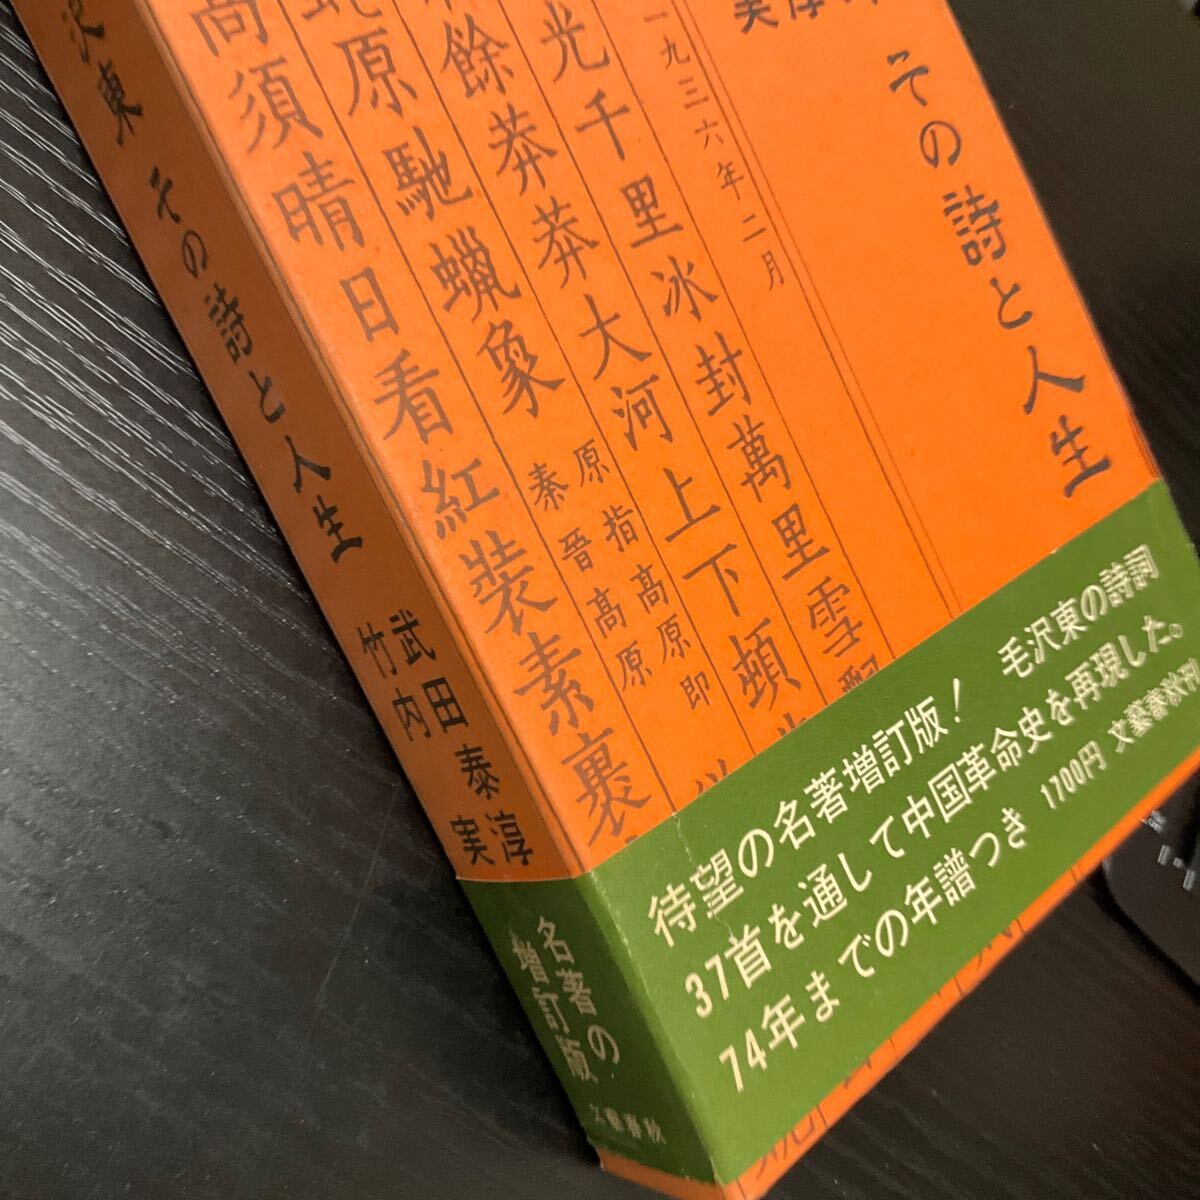 その詩と人生
一九三六年二月
光千里冰封萬里雪
餘莽莽大河上下頓
原馳蠟象
原指高原即
秦晉高原
須晴日看紅裝素裹
東 その詩と人生
武田泰淳
竹内 実
待望の名著増訂版! 毛沢東の詩詞
37首を通して中国革命史を再現した。
74年までの年譜つき 1700円 文藝春秋刊
名著の
増訂版
文藝春秋